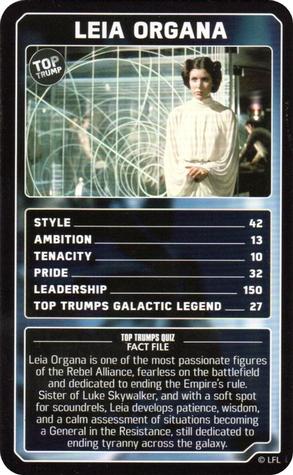 LEIA ORGANA
TOP
TRUMP
STYLE 42
AMBITION 13
TENACITY 10
PRIDE 32
LEADERSHIP 150
TOP TRUMPS GALACTIC LEGEND 27
TOP TRUMPS QUIZ
FACT FILE
Leia Organa is one of the most passionate figures
of the Rebel Alliance, fearless on the battlefield
and dedicated to ending the Empire's rule.
Sister of Luke Skywalker, and with a soft spot
for scoundrels, Leia develops patience, wisdom,
and a calm assessment of situations becoming
a General in the Resistance, still dedicated to
ending tyranny across the galaxy.
© LFL